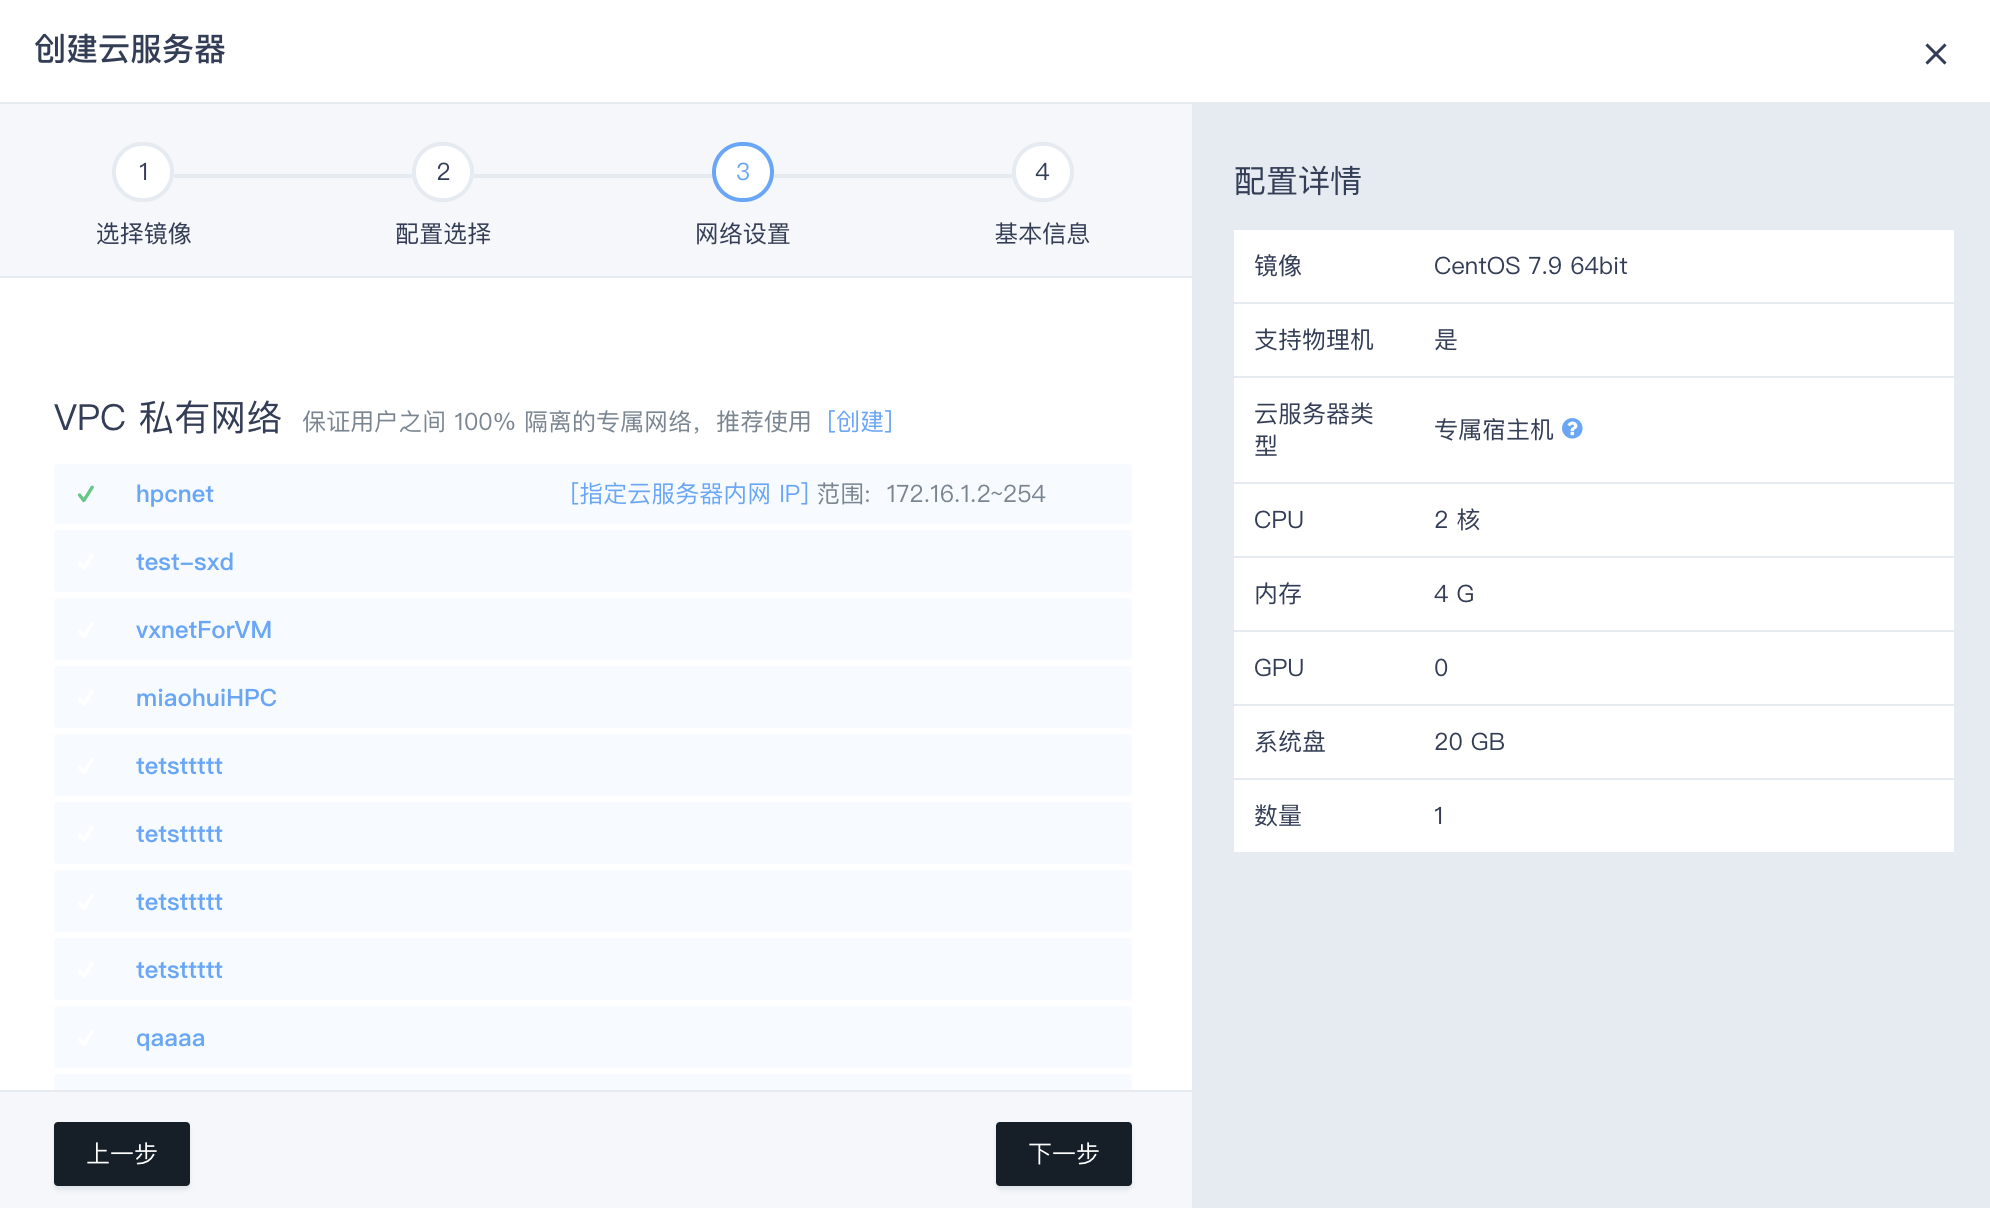 创建云服务器
1
2
3
4
选择镜像
配置选择
网络设置
基本信息
VPC 私有网络 保证用户之间 100% 隔离的专属网络，推荐使用 [创建]
hpcnet [指定云服务器内网 IP] 范围: 172.16.1.2~254
test-sxd
vxnetForVM
miaohuiHPC
tetsttttt
tetsttttt
tetsttttt
tetsttttt
qaaaa
上一步
下一步
配置详情
镜像 CentOS 7.9 64bit
支持物理机 是
云服务器类
型
专属宿主机 ?
CPU 2 核
内存 4 G
GPU 0
系统盘 20 GB
数量 1